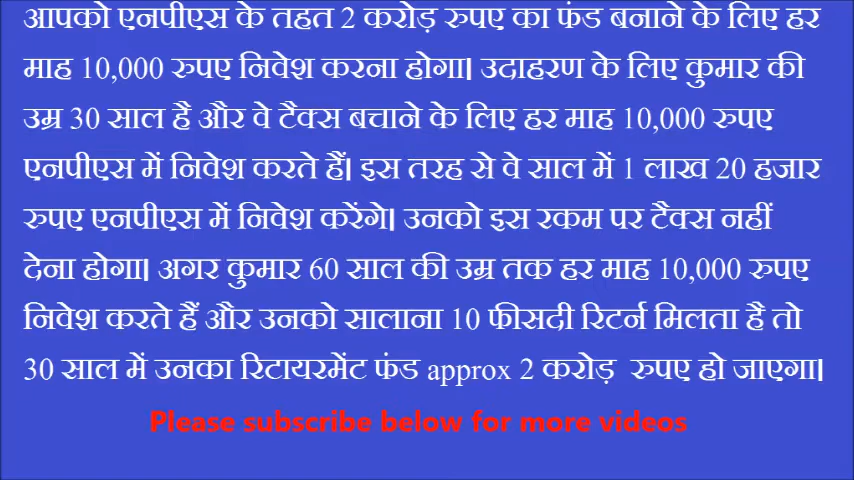 आपको एनपीएस के तहत 2 करोड़ रुपए का फंड बनाने के लिए हर
माह 10,000 रुपए निवेश करना होगा। उदाहरण के लिए कुमार की
उम्र 30 साल है और वे टैक्स बचाने के लिए हर माह 10,000 रुपए
एनपीएस में निवेश करते हैं। इस तरह से वे साल में 1 लाख 20 हजार
रुपए एनपीएस में निवेश करेंगे। उनको इस रकम पर टैक्स नहीं
देना होगा। अगर कुमार 60 साल की उम्र तक हर माह 10,000 रुपए
निवेश करते हैं और उनको सालाना 10 फीसदी रिटर्न मिलता है तो
30 साल में उनका रिटायरमेंट फंड approx 2 करोड़ रुपए हो जाएगा।
Please subscribe below for more videos